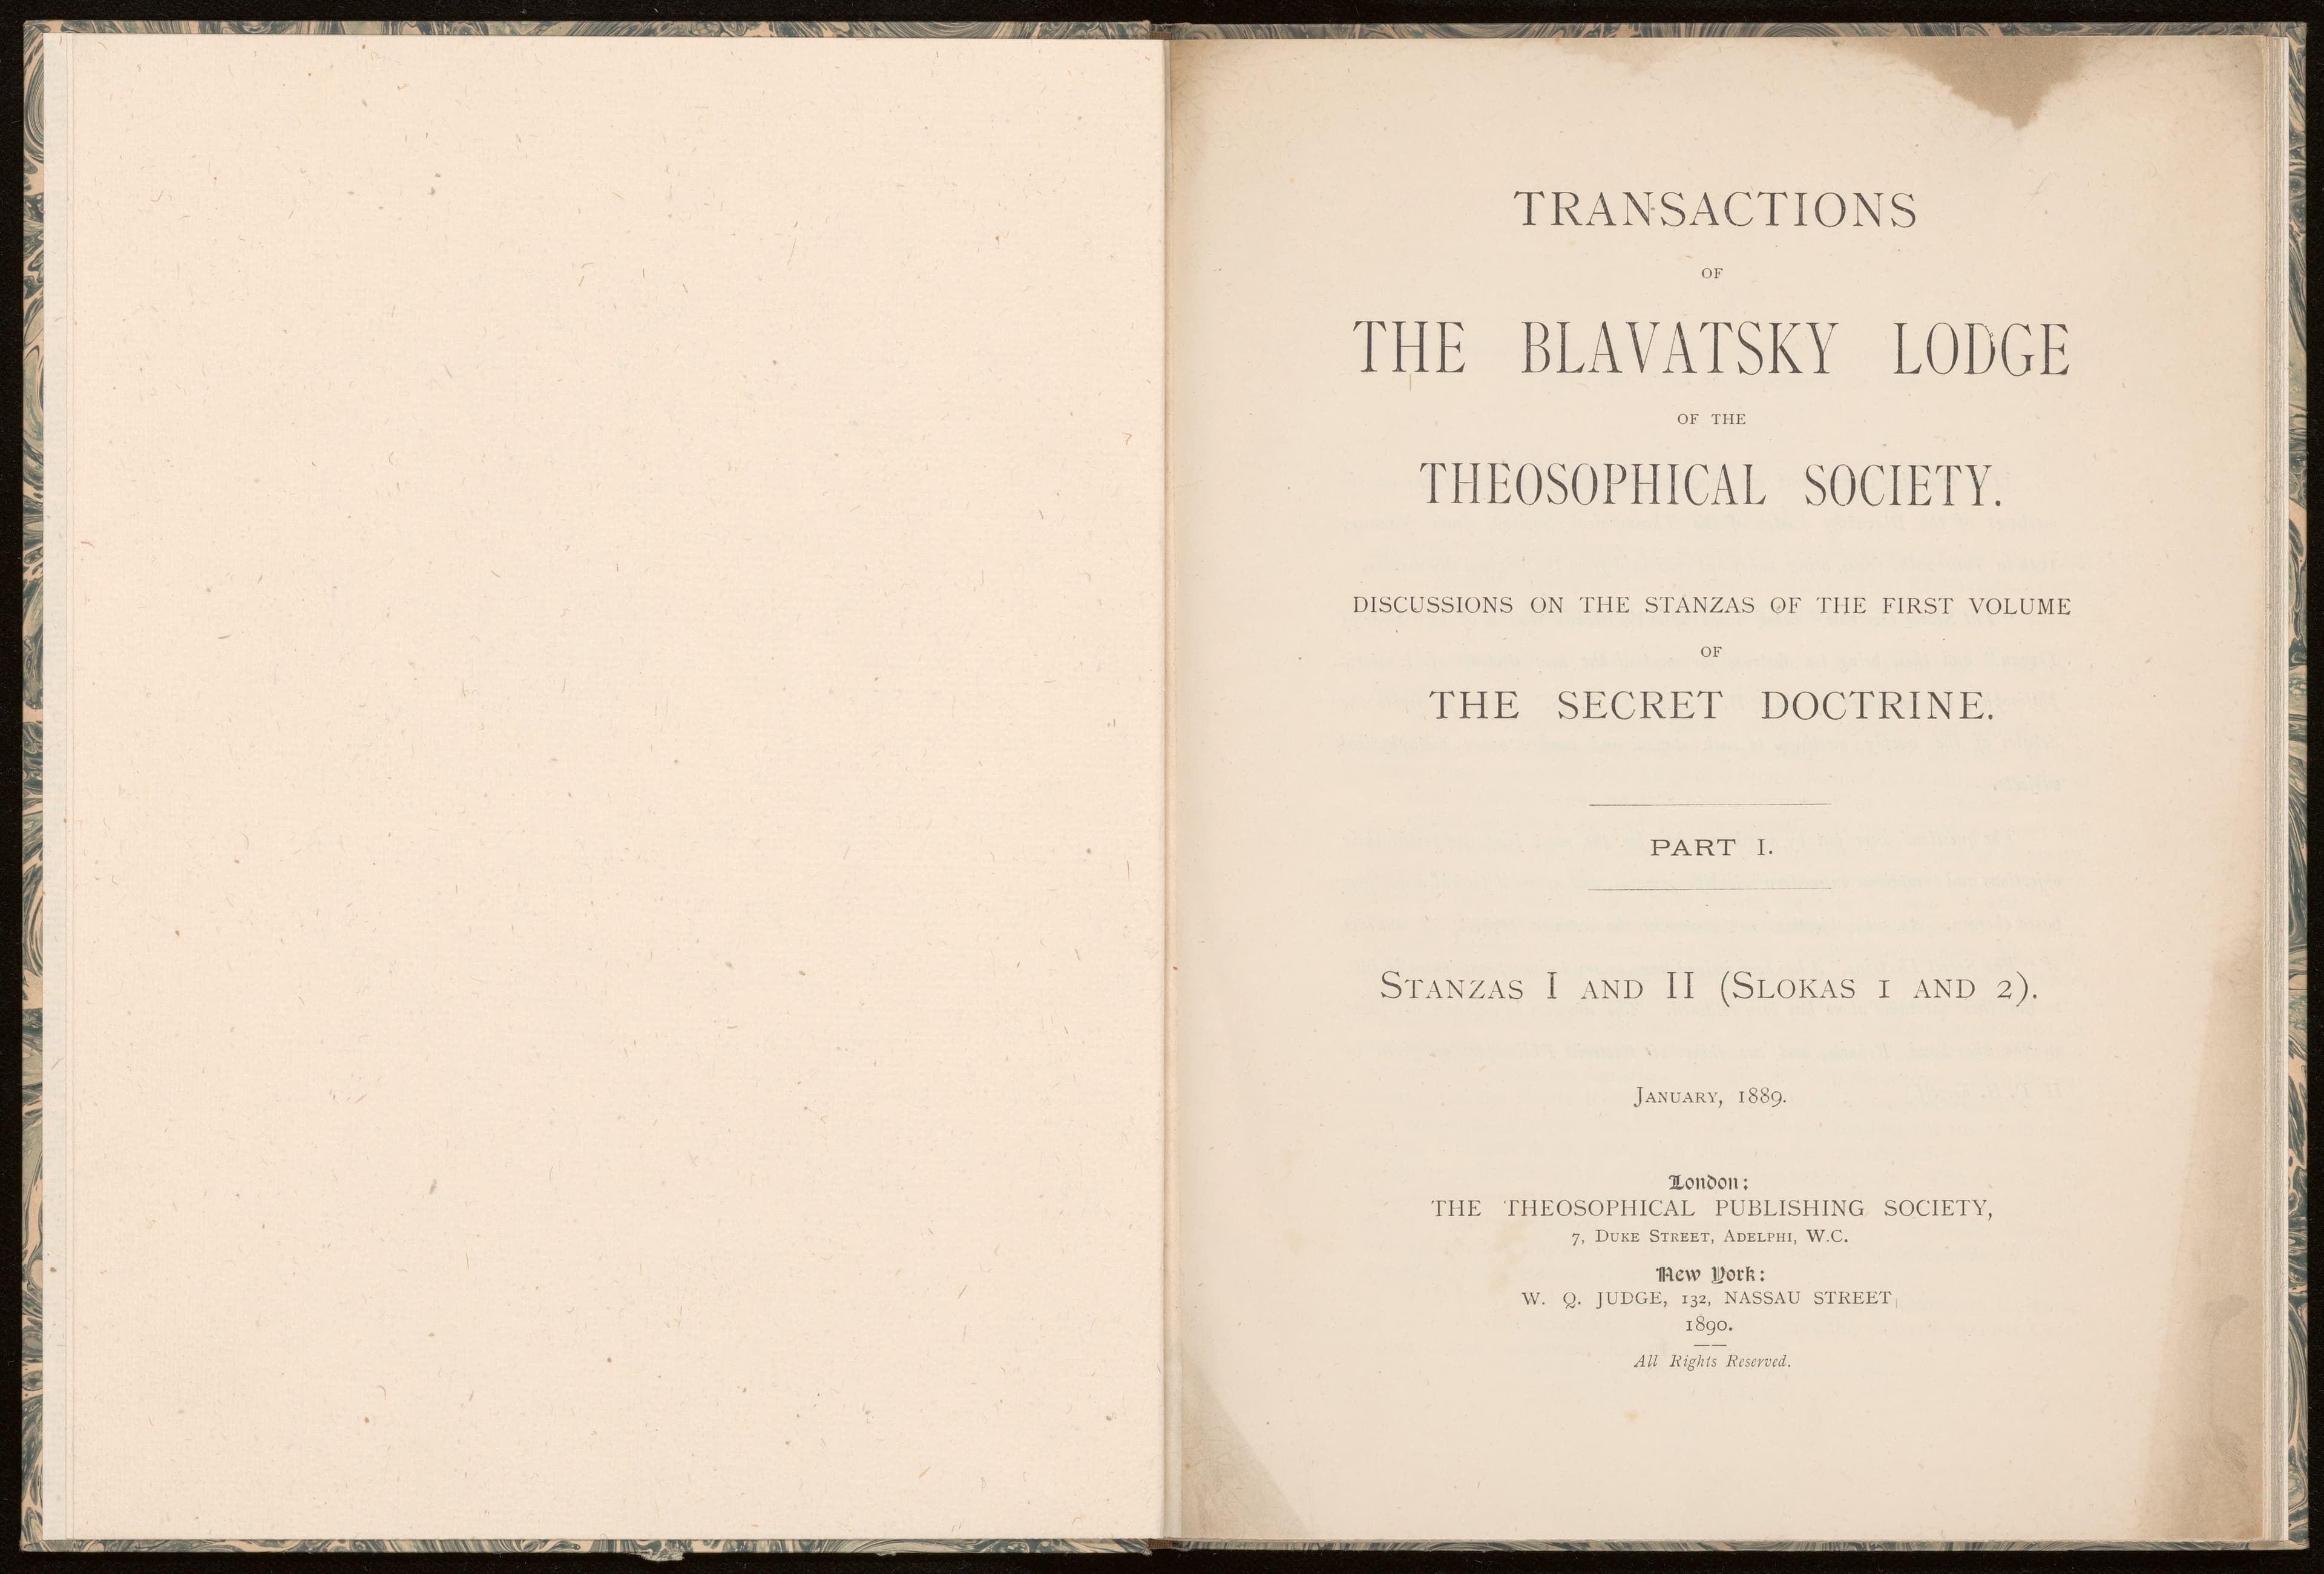 TRANSACTIONS
OF
THE BLAVATSKY LODGE
OF THE
THEOSOPHICAL SOCIETY.
DISCUSSIONS ON THE STANZAS OF THE FIRST VOLUME
OF
THE SECRET DOCTRINE.
PART I.
STANZAS I AND II (SLOKAS 1 AND 2).
JANUARY, 1889.
London:
THE THEOSOPHICAL PUBLISHING SOCIETY,
7, DUKE STREET, ADELPHI, W.C.
New York:
W. Q. JUDGE, 132, NASSAU STREET
1890.
All Rights Reserved.